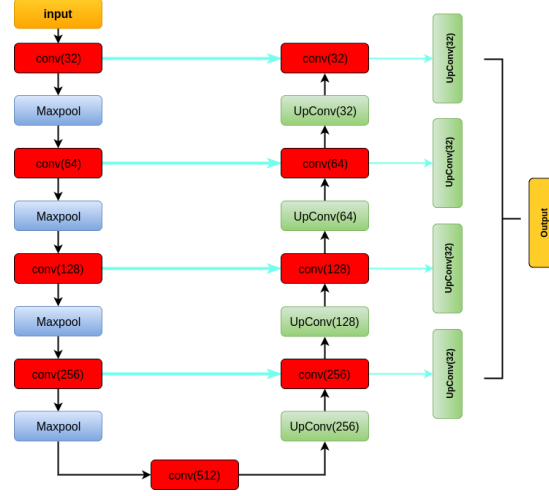 input
conv(32)
conv(32)
UpConv(32)
Maxpool
UpConv(32)
conv(64)
conv(64)
UpConv(32)
Maxpool
UpConv(64)
Output
conv(128)
conv(128)
UpConv(32)
Maxpool
UpConv(128)
conv(256)
conv(256)
UpConv(32)
Maxpool
UpConv(256)
conv(512)